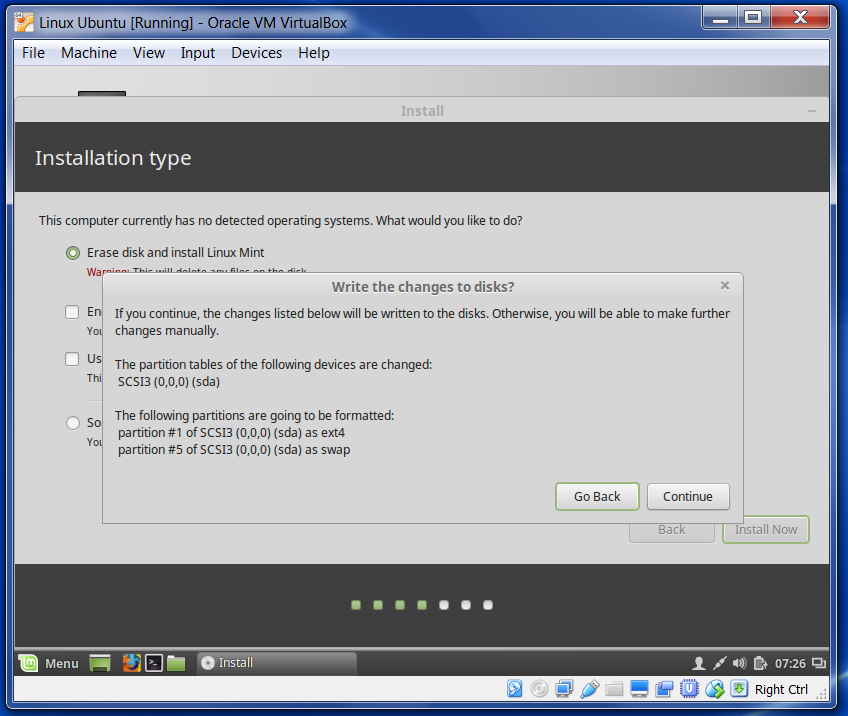 Linux Ubuntu [Running] - Oracle VM VirtualBox
File Machine View Input Devices Help
Install
Installation type
This computer currently has no detected operating systems. What would you like to do?
Erase disk and install Linux Mint
Warning: This will delete any files on the disk
En
You
Us
Thi
So
You
Write the changes to disks?
If you continue, the changes listed below will be written to the disks. Otherwise, you will be able to make further
changes manually.
The partition tables of the following devices are changed:
SCSI3 (0,0,0) (sda)
The following partitions are going to be formatted:
partition #1 of SCSI3 (0,0,0) (sda) as ext4
partition #5 of SCSI3 (0,0,0) (sda) as swap
Go Back Continue
Back Install Now
Menu Install 07:26
Right Ctrl